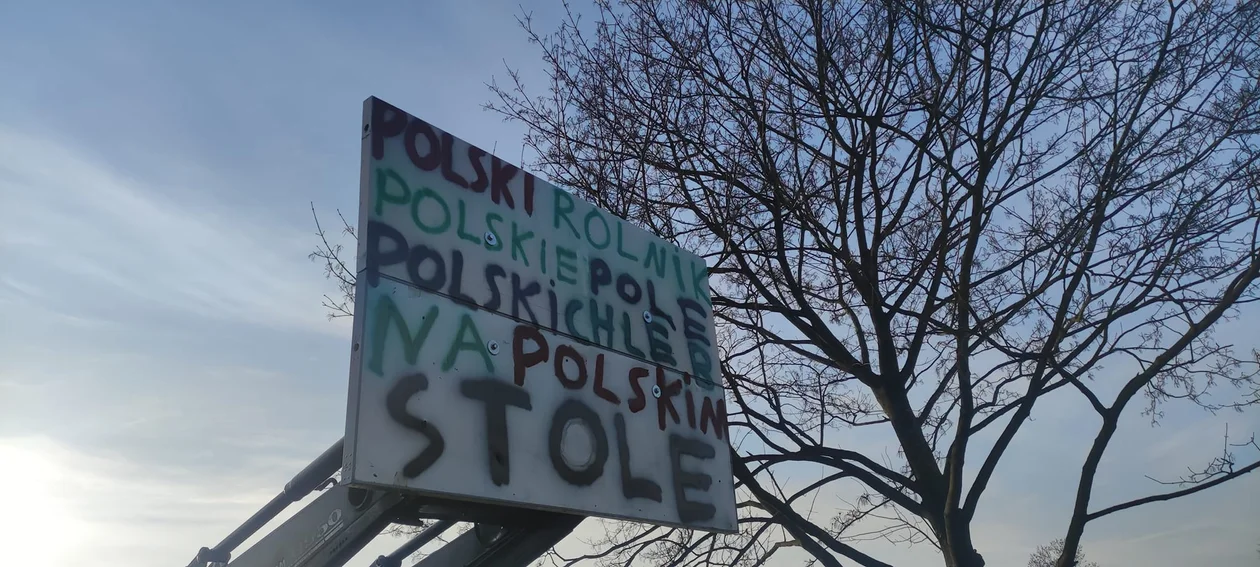 POLSKI ROLNIK
POLSKIE POLE
POLSKi CHLEB
NA POLSKiM
STOLE